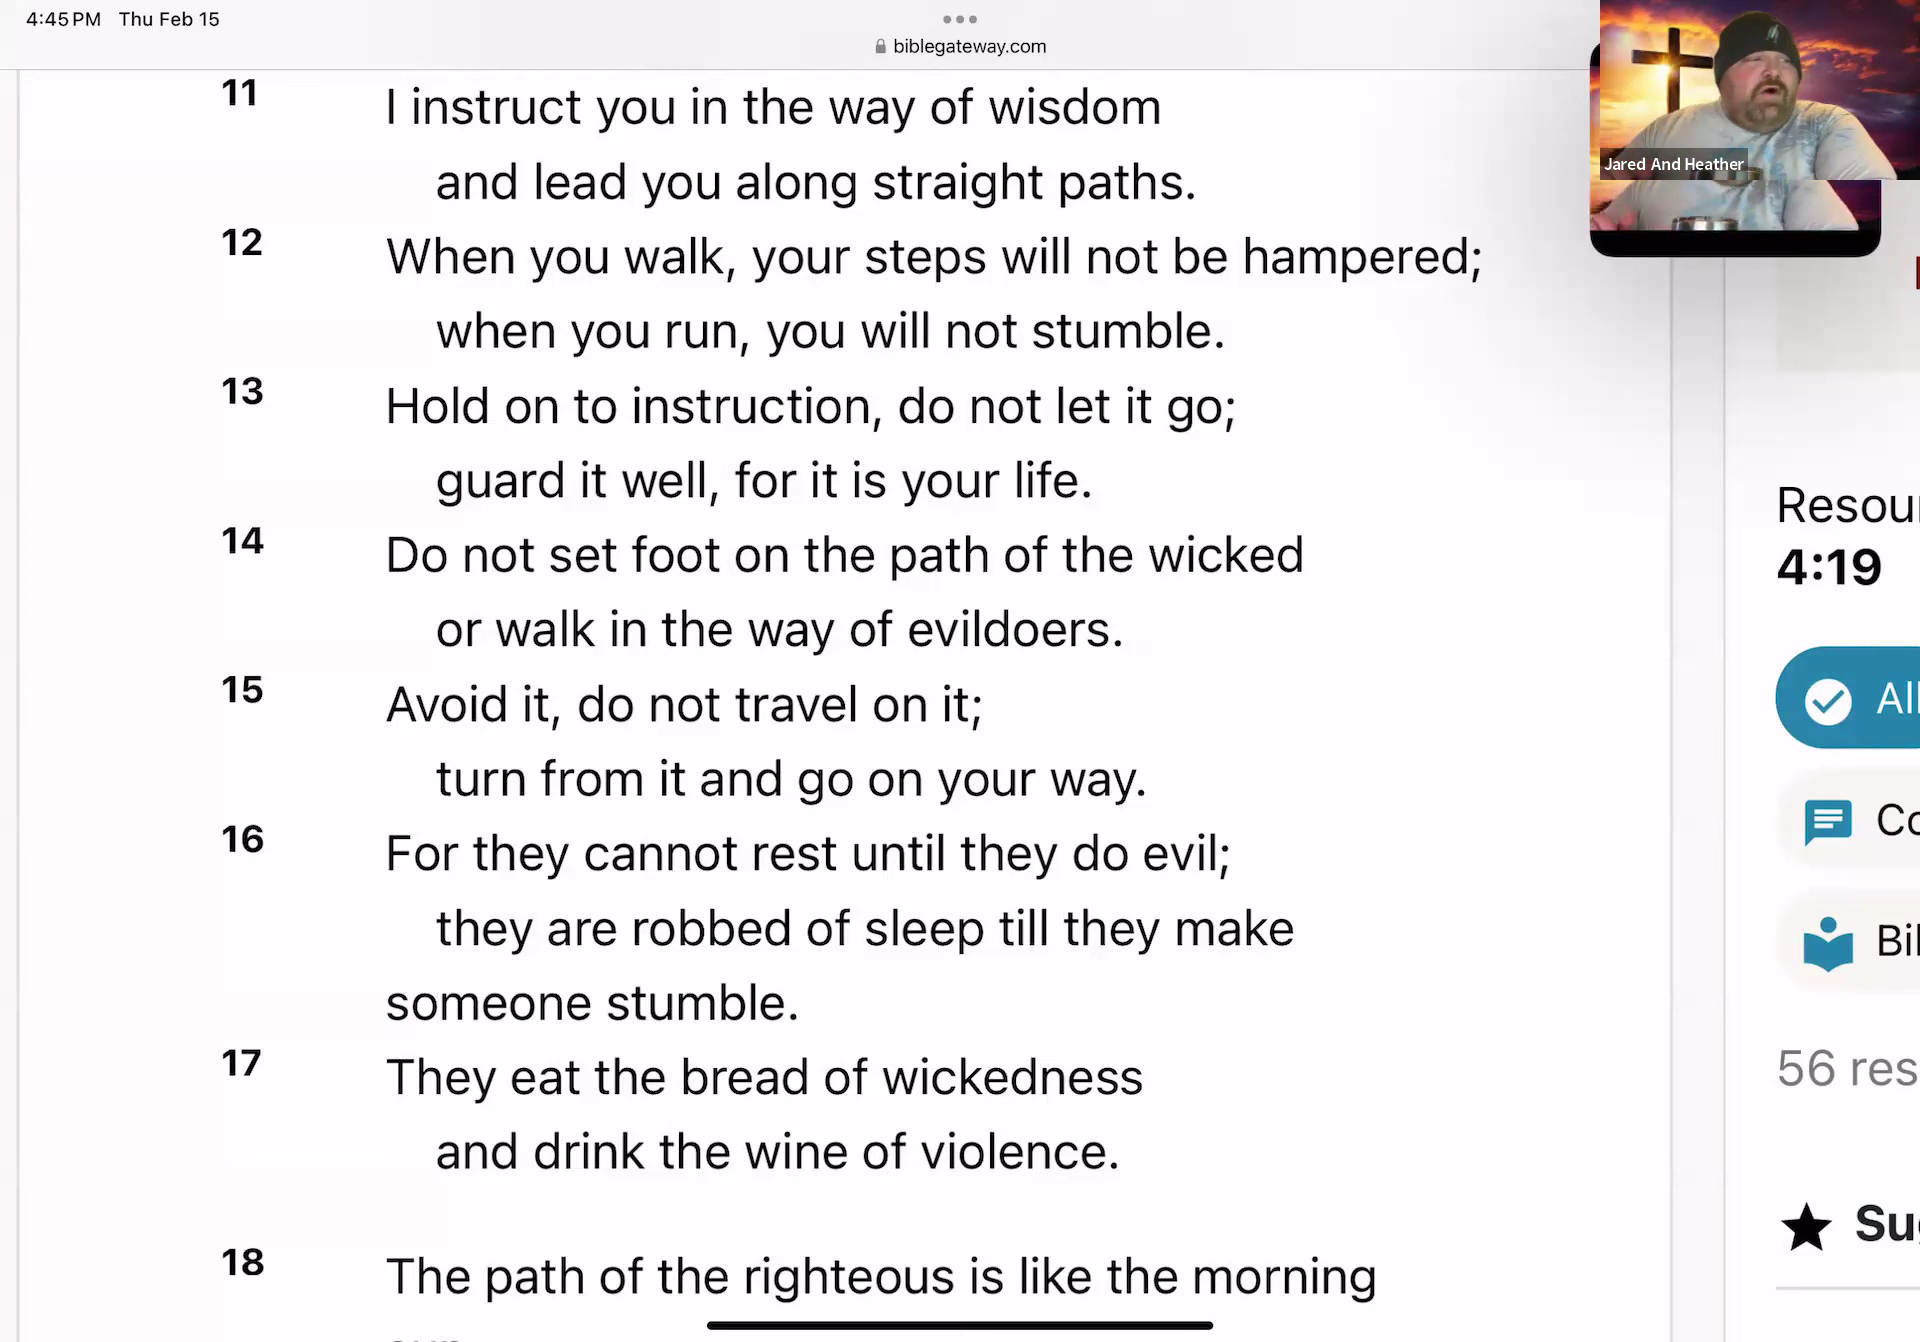 4:45 PM Thu Feb 15
biblegateway.com
Jared And Heather
11 I instruct you in the way of wisdom
and lead you along straight paths.
12 When you walk, your steps will not be hampered;
when you run, you will not stumble.
13 Hold on to instruction, do not let it go;
guard it well, for it is your life.
14 Do not set foot on the path of the wicked
or walk in the way of evildoers.
15 Avoid it, do not travel on it;
turn from it and go on your way.
16 For they cannot rest until they do evil;
they are robbed of sleep till they make
someone stumble.
17 They eat the bread of wickedness
and drink the wine of violence.
18 The path of the righteous is like the morning
Resou
4:19
All
Co
Bil
56 res
Su